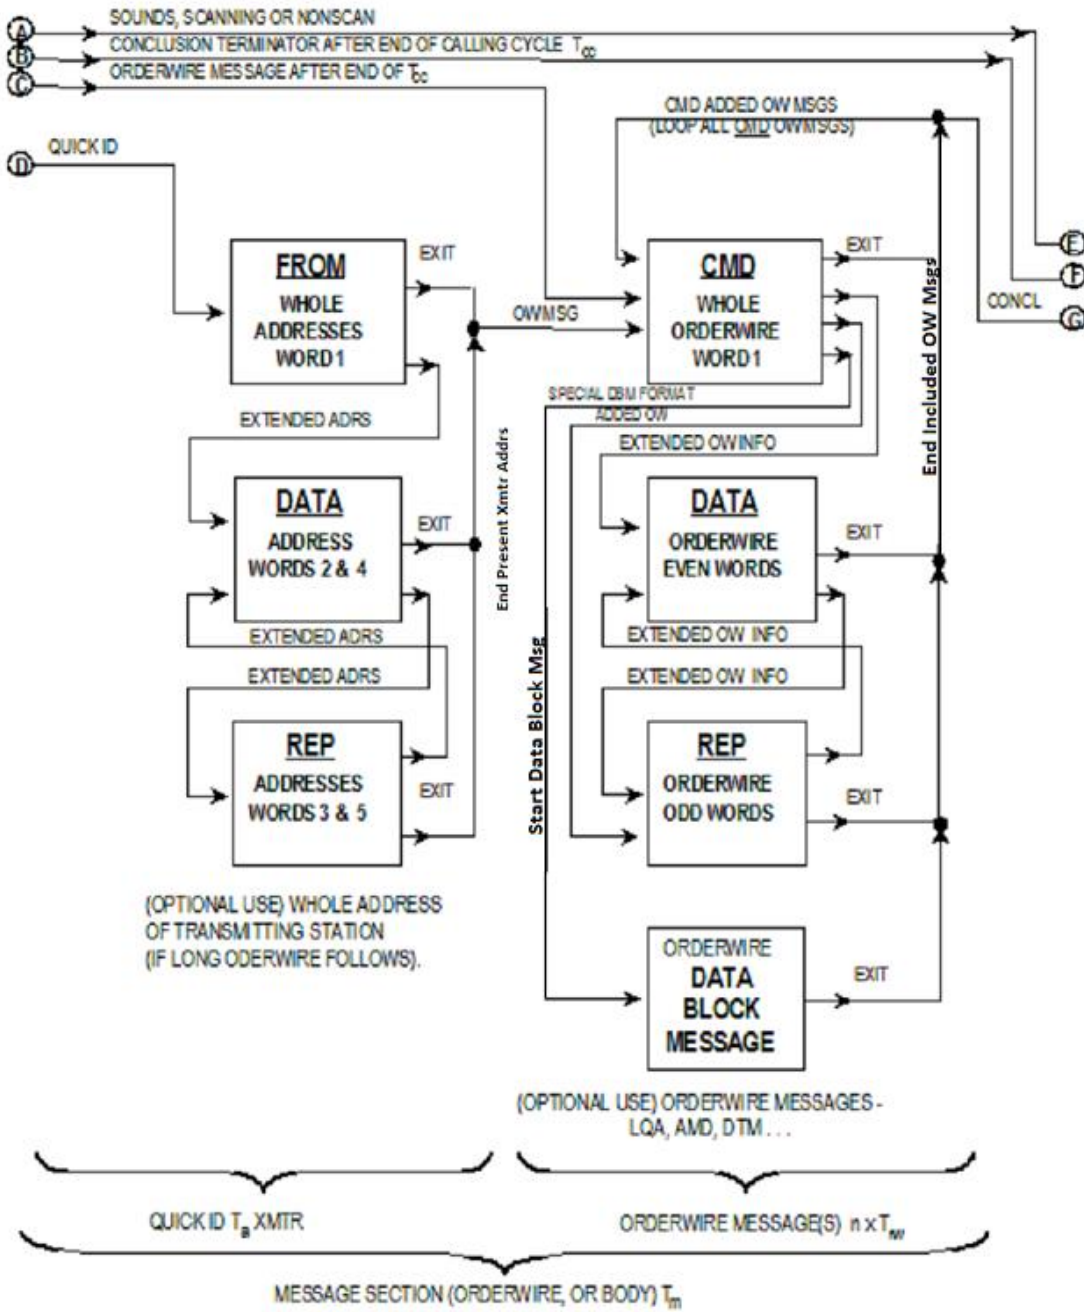 A
SOUNDS, SCANNING OR NONSCAN
B
CONCLUSION TERMINATOR AFTER END OF CALLING CYCLE Tcc
C
ORDERWIRE MESSAGE AFTER END OF Tcc
CMD ADDED OW MSGS
(LOOP ALL CMD OWMSGS)
D
QUICK ID
E
F
CONCL
G
FROM
WHOLE
ADDRESSES
WORD 1
EXIT
OWMSG
CMD
WHOLE
ORDERWIRE
WORD 1
EXIT
End Included OW Msgs
SPECIAL DBM FORMAT
ADDED OW
EXTENDED ADRS
EXTENDED OW INFO
DATA
ADDRESS
WORDS 2 & 4
EXIT
End Present Xmtr Addrs
DATA
ORDERWIRE
EVEN WORDS
EXIT
EXTENDED ADRS
EXTENDED OW INFO
EXTENDED ADRS
EXTENDED OW INFO
Start Data Block Msg
REP
ADDRESSES
WORDS 3 & 5
EXIT
REP
ORDERWIRE
ODD WORDS
EXIT
(OPTIONAL USE) WHOLE ADDRESS
OF TRANSMITTING STATION
(IF LONG ODERWIRE FOLLOWS).
ORDERWIRE
DATA
BLOCK
MESSAGE
EXIT
(OPTIONAL USE) ORDERWIRE MESSAGES -
LQA, AMD, DTM . . .
QUICK ID Ta XMTR
ORDERWIRE MESSAGE(S) n x Trw
MESSAGE SECTION (ORDERWIRE, OR BODY) Tm